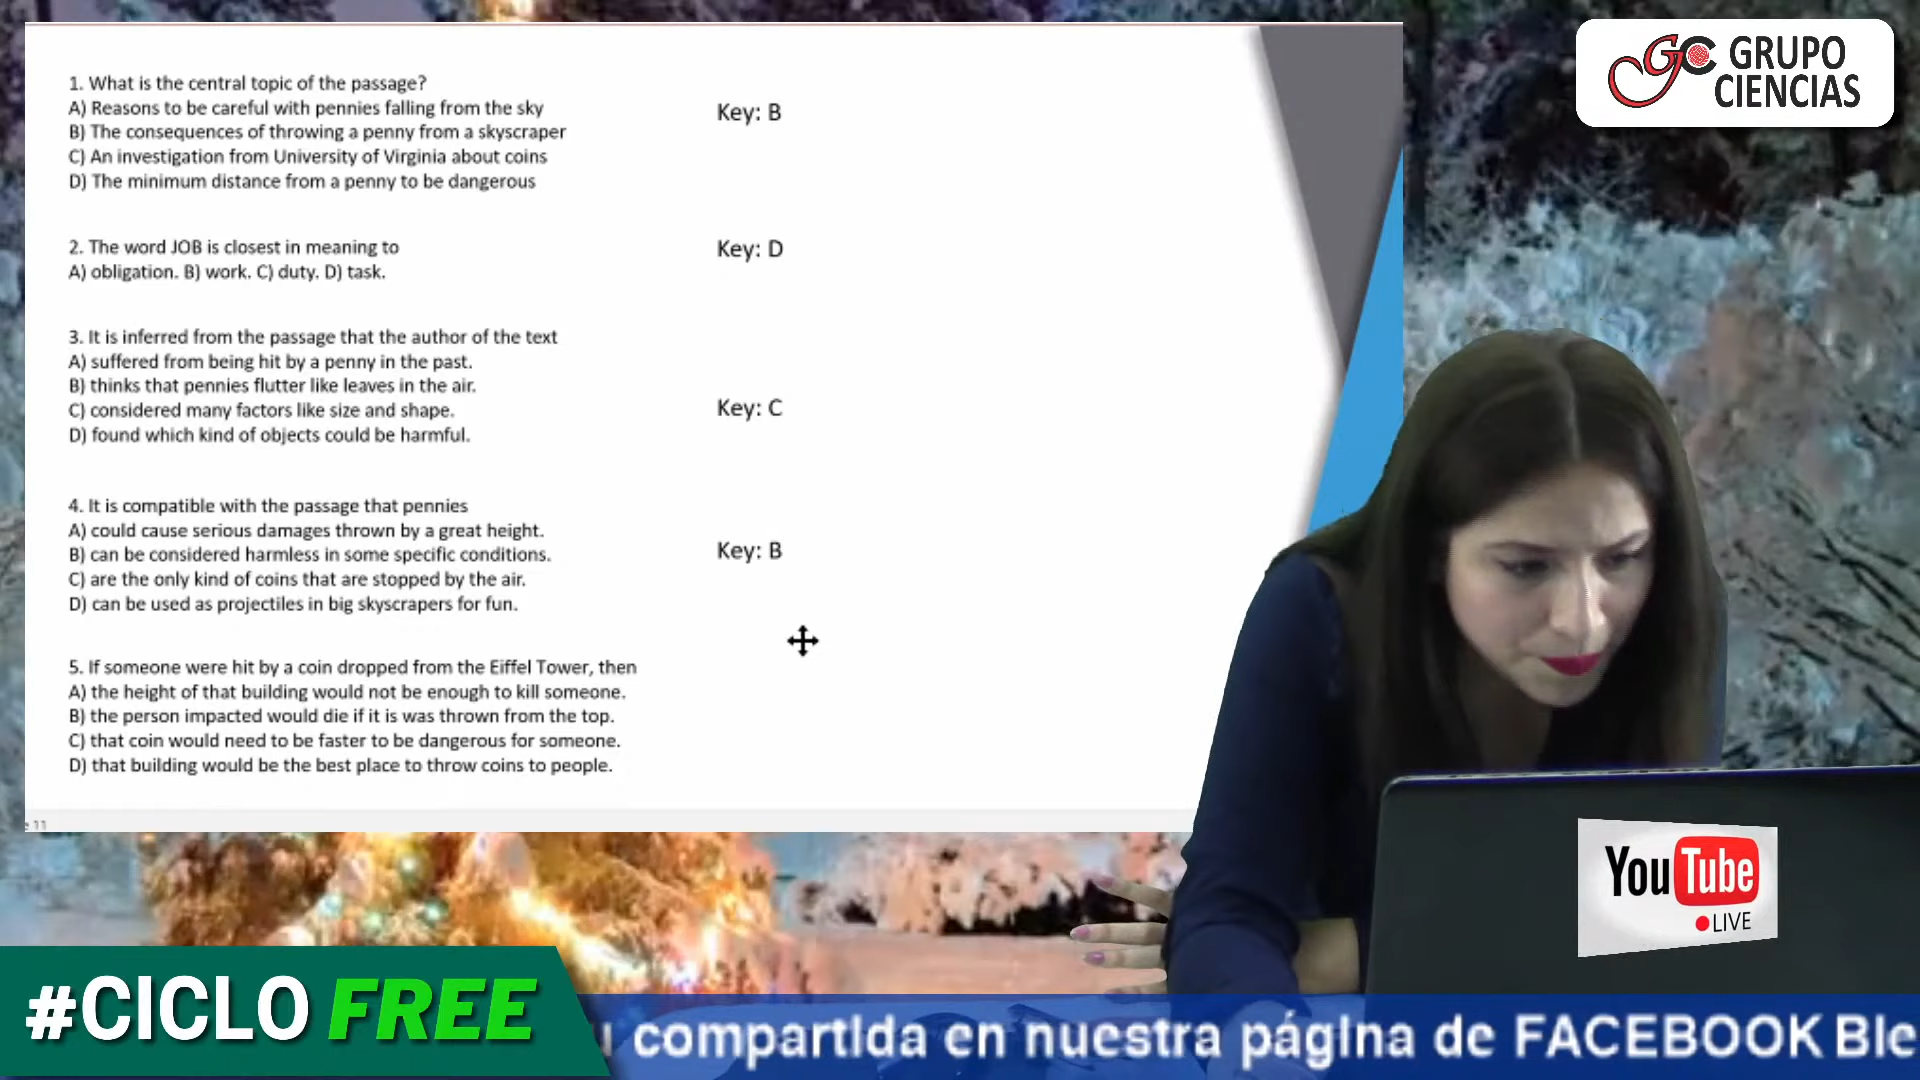 1. What is the central topic of the passage?
A) Reasons to be careful with pennies falling from the sky
B) The consequences of throwing a penny from a skyscraper
C) An investigation from University of Virginia about coins
D) The minimum distance from a penny to be dangerous
Key: B
2. The word JOB is closest in meaning to
A) obligation. B) work. C) duty. D) task.
Key: D
3. It is inferred from the passage that the author of the text
A) suffered from being hit by a penny in the past.
B) thinks that pennies flutter like leaves in the air.
C) considered many factors like size and shape.
D) found which kind of objects could be harmful.
Key: C
4. It is compatible with the passage that pennies
A) could cause serious damages thrown by a great height.
B) can be considered harmless in some specific conditions.
C) are the only kind of coins that are stopped by the air.
D) can be used as projectiles in big skyscrapers for fun.
Key: B
5. If someone were hit by a coin dropped from the Eiffel Tower, then
A) the height of that building would not be enough to kill someone.
B) the person impacted would die if it is was thrown from the top.
C) that coin would need to be faster to be dangerous for someone.
D) that building would be the best place to throw coins to people.
11
GC GRUPO
CIENCIAS
YouTube
LIVE
#CICLO FREE
compartida en nuestra página de FACEBOOK Bie